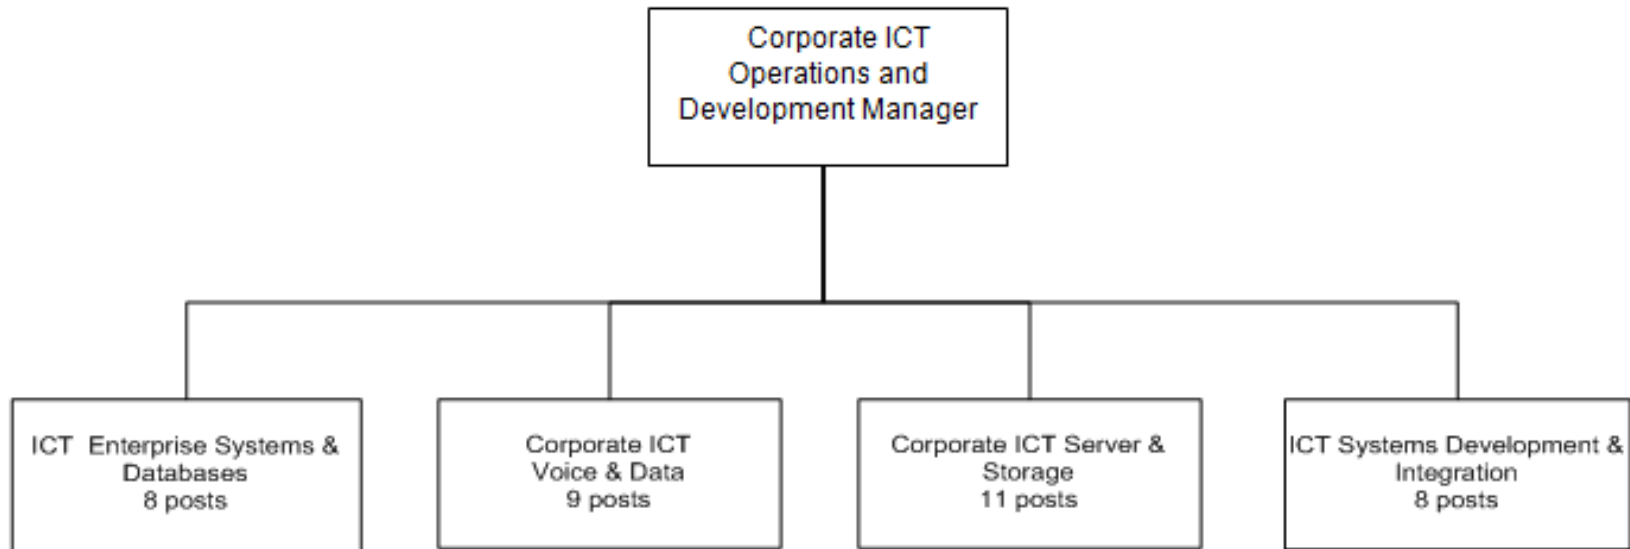 Corporate ICT
Operations and
Development Manager
ICT Enterprise Systems &
Databases
8 posts
Corporate ICT
Voice & Data
9 posts
Corporate ICT Server &
Storage
11 posts
ICT Systems Development &
Integration
8 posts